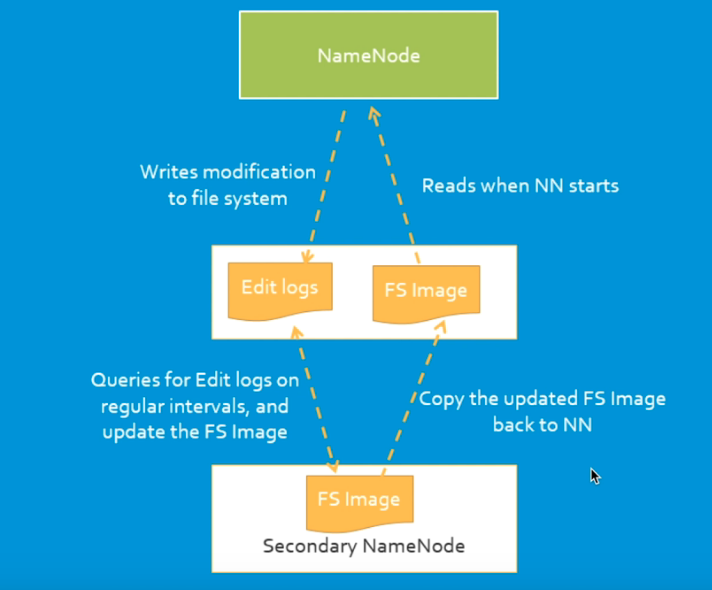 NameNode
Writes modification
to file system
Reads when NN starts
Edit logs
FS Image
Queries for Edit logs on
regular intervals, and
update the FS Image
Copy the updated FS Image
back to NN
FS Image
Secondary NameNode